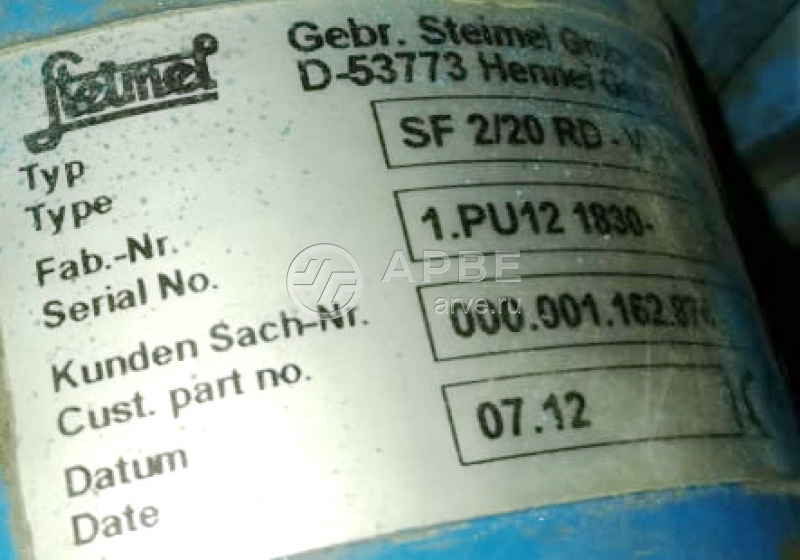 Steimel
Gebr. Steimel
D-53773 Hennef
Typ
Type
SF 2/20 RD -
Fab.-Nr.
Serial No.
1.PU12 1830-
Kunden Sach-Nr.
Cust. part no.
000.001.162.
Datum
Date
07.12
АРВЕ
arve.ru